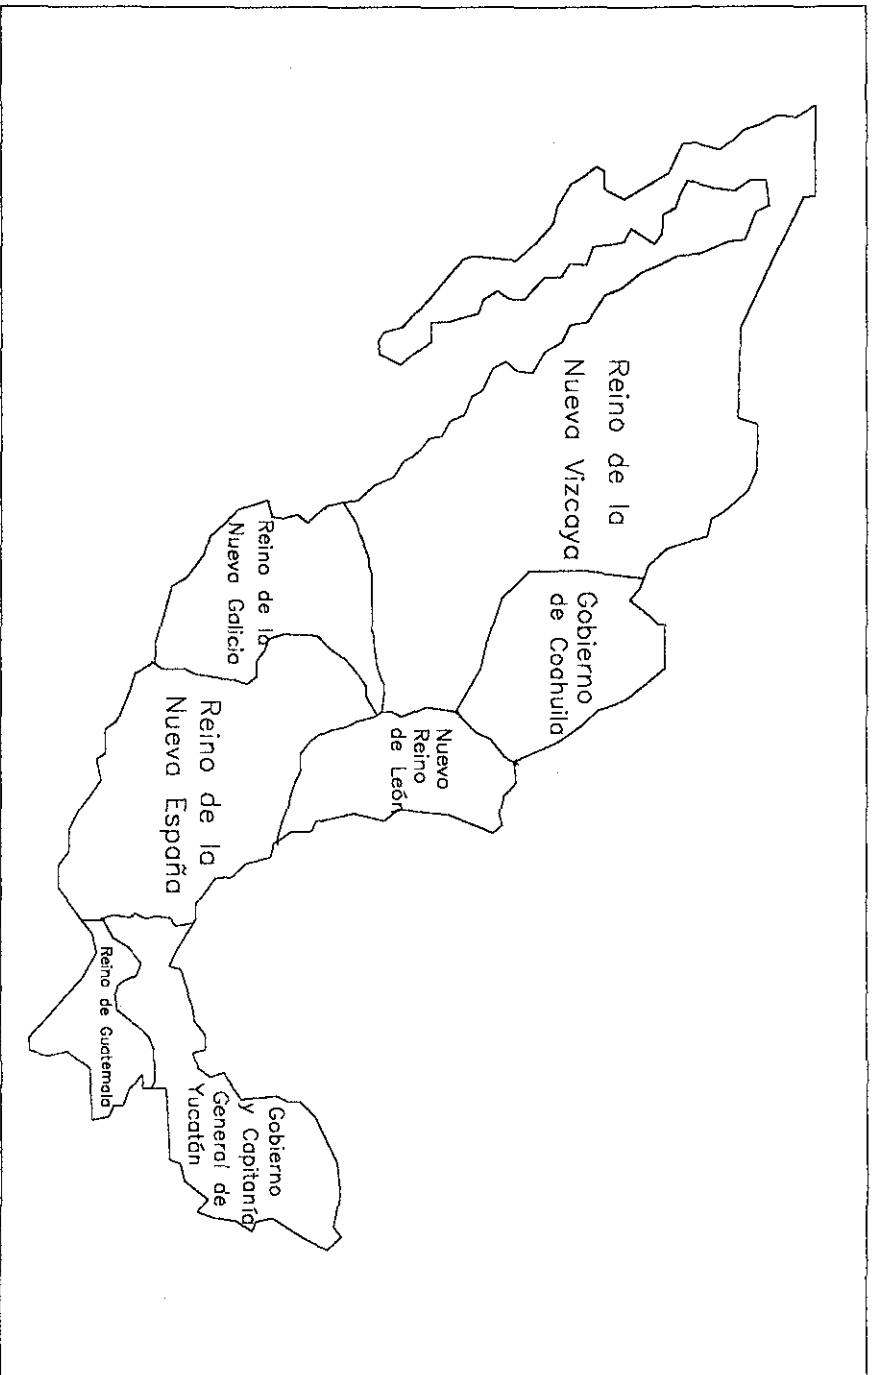 Reino de la
Nueva Vizcaya
Gobierno
de Coahuila
Nuevo
Reino
de León
Reino de la
Nueva Galicia
Reino de la
Nueva España
Gobierno
y Capitanía
General de
Yucatán
Reino de Guatemala